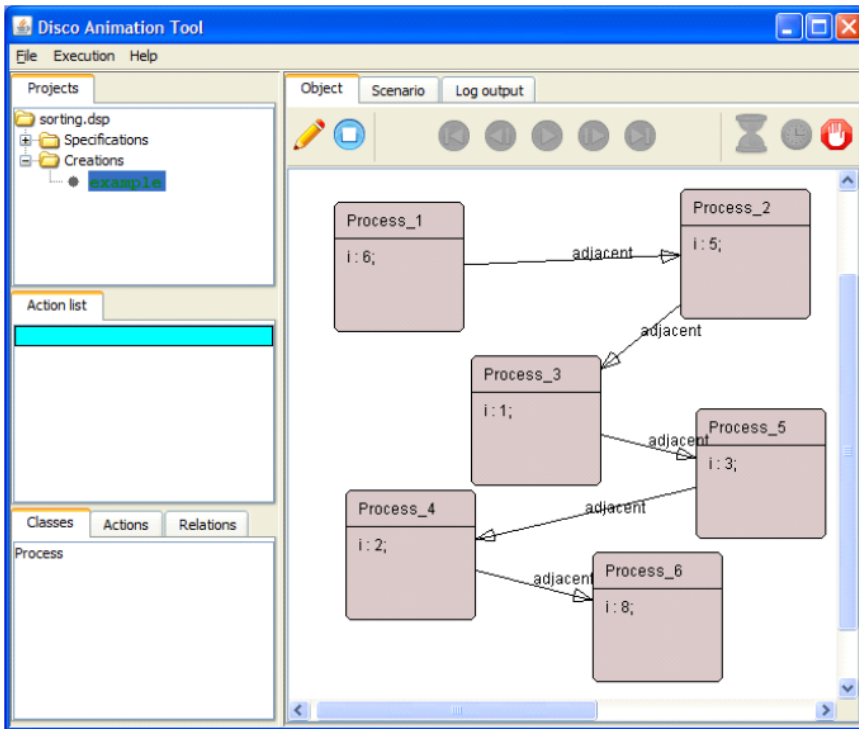 Disco Animation Tool
File Execution Help
Projects
sorting.dsp
Specifications
Creations
example
Action list
Classes Actions Relations
Process
Object Scenario Log output
Process_1
i : 6;
adjacent
Process_2
i : 5;
adjacent
Process_3
i : 1;
adjacent
Process_5
i : 3;
adjacent
Process_4
i : 2;
adjacent
Process_6
i : 8;